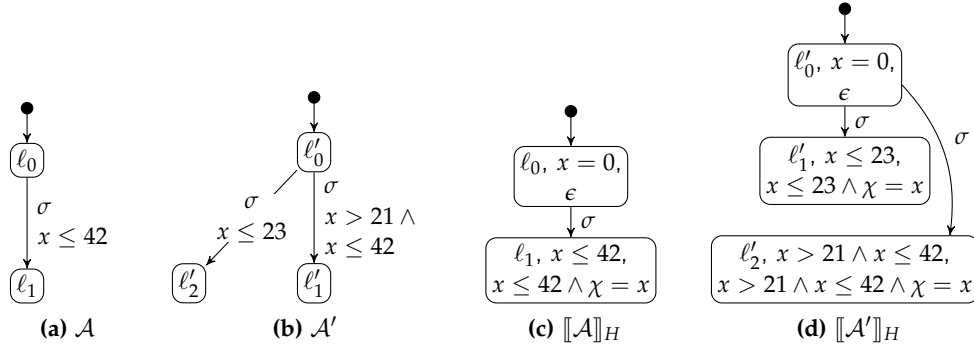 ℓ₀
σ
x ≤ 42
ℓ₁
(a) 𝒜
ℓ′₀
σ
x ≤ 23
σ
x > 21 ∧
x ≤ 42
ℓ′₂
ℓ′₁
(b) 𝒜′
ℓ₀, x = 0,
ϵ
σ
ℓ₁, x ≤ 42,
x ≤ 42 ∧ χ = x
(c) ⟦𝒜⟧_H
ℓ′₀, x = 0,
ϵ
σ
σ
ℓ′₁, x ≤ 23,
x ≤ 23 ∧ χ = x
ℓ′₂, x > 21 ∧ x ≤ 42,
x > 21 ∧ x ≤ 42 ∧ χ = x
(d) ⟦𝒜′⟧_H